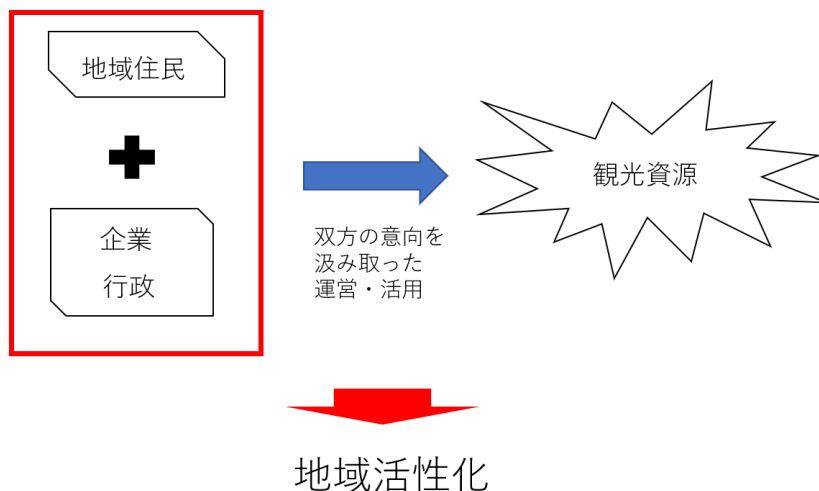 地域住民
企業
行政
双方の意向を
汲み取った
運営・活用
観光資源
地域活性化